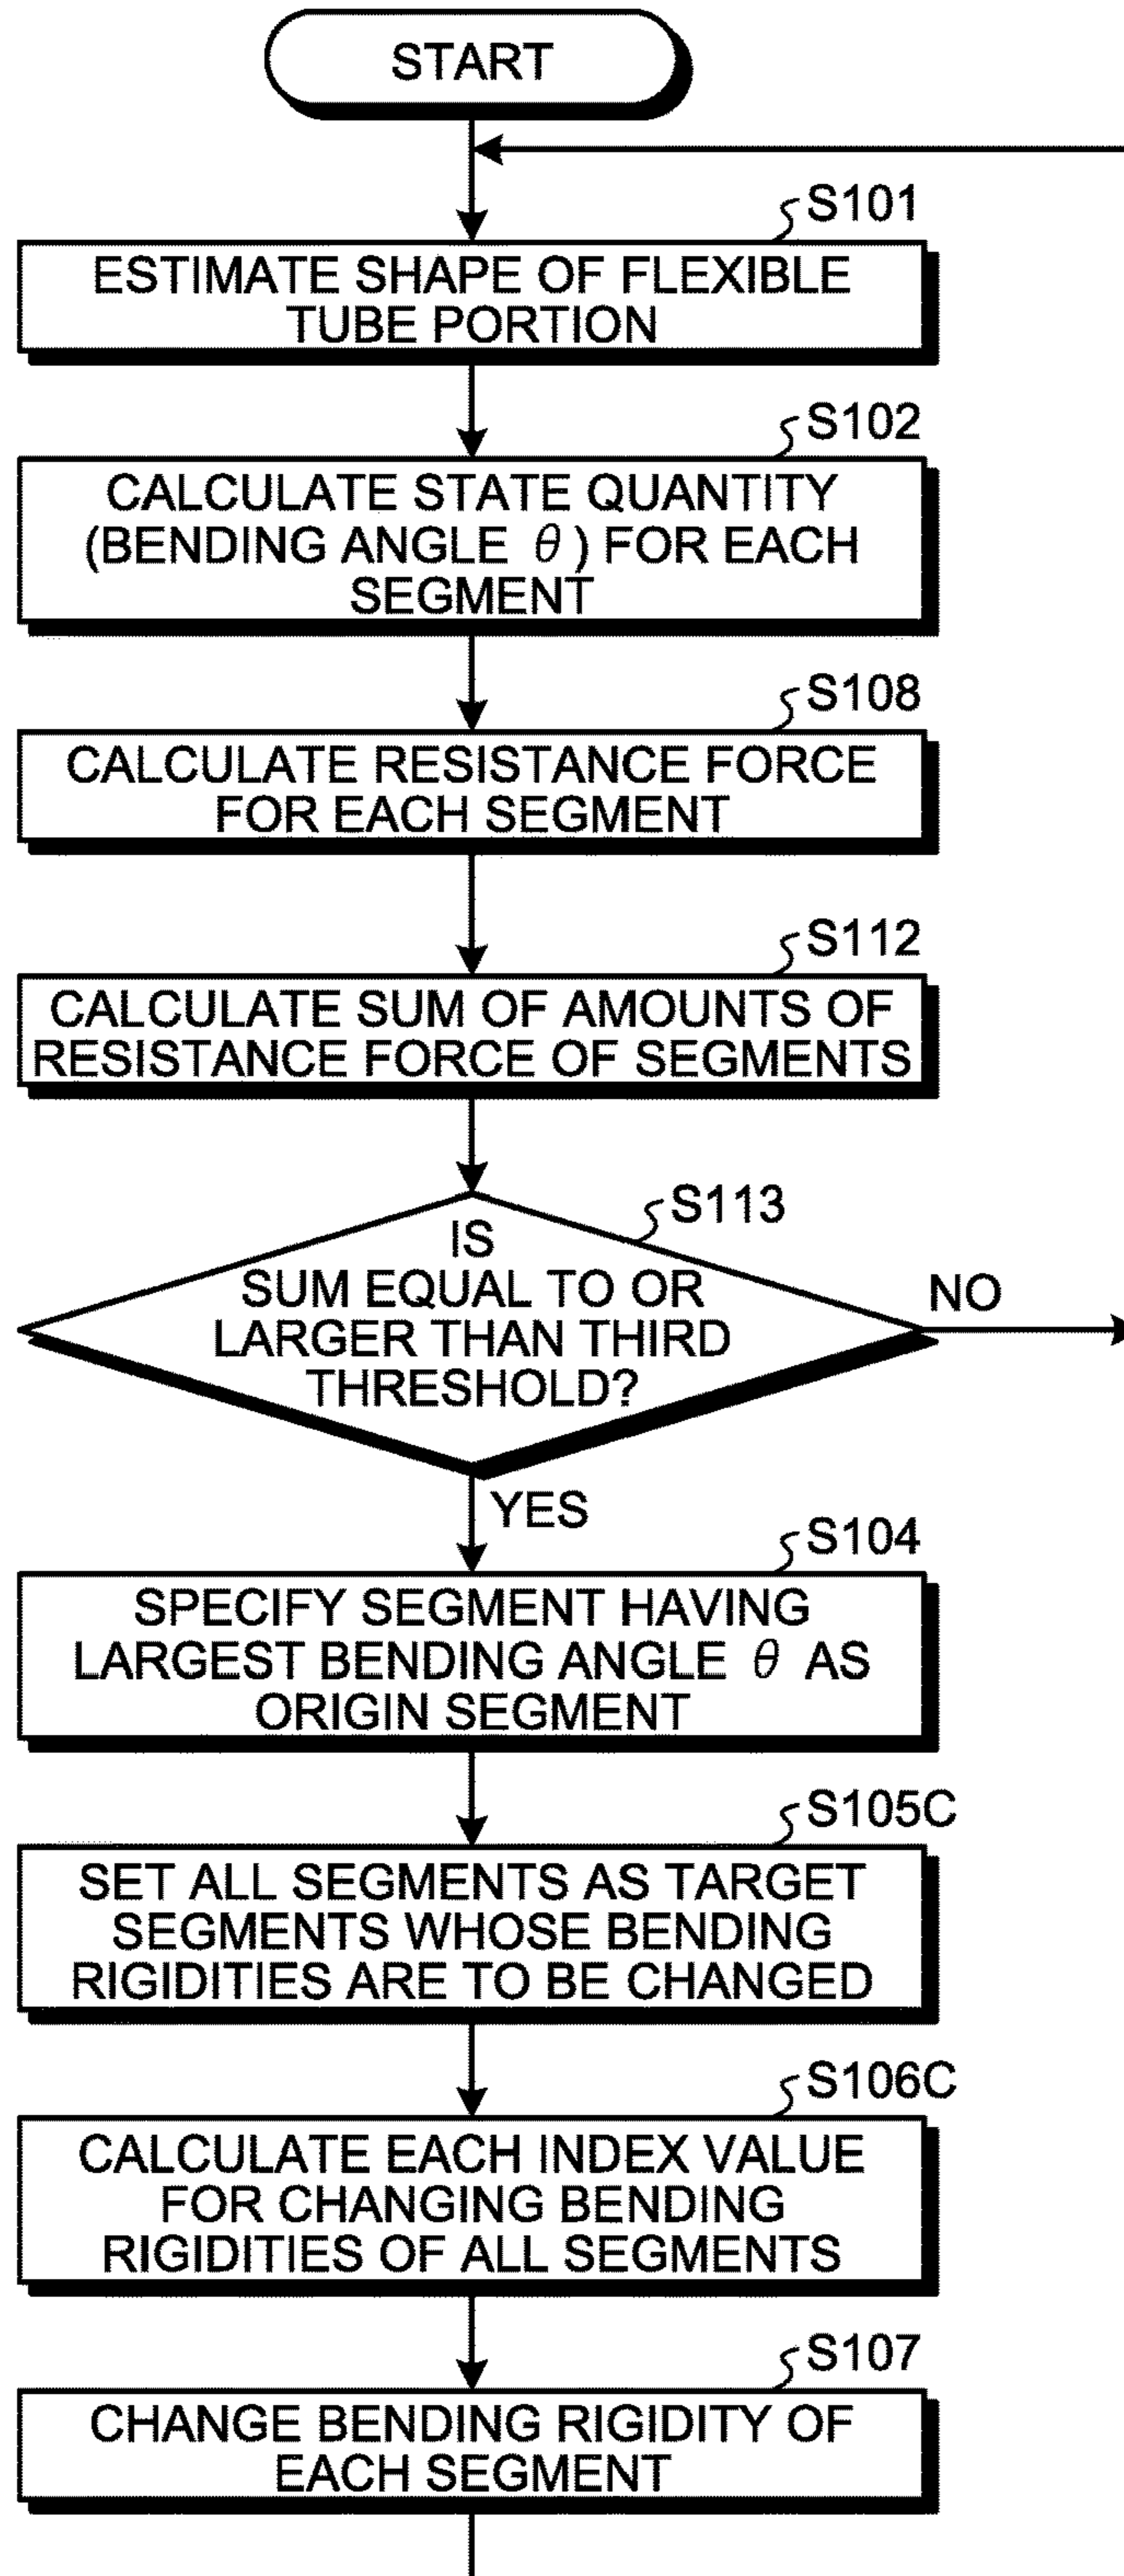 START
S101
ESTIMATE SHAPE OF FLEXIBLE
TUBE PORTION
S102
CALCULATE STATE QUANTITY
(BENDING ANGLE θ) FOR EACH
SEGMENT
S108
CALCULATE RESISTANCE FORCE
FOR EACH SEGMENT
S112
CALCULATE SUM OF AMOUNTS OF
RESISTANCE FORCE OF SEGMENTS
S113
IS
SUM EQUAL TO OR
LARGER THAN THIRD
THRESHOLD?
NO
YES
S104
SPECIFY SEGMENT HAVING
LARGEST BENDING ANGLE θ AS
ORIGIN SEGMENT
S105C
SET ALL SEGMENTS AS TARGET
SEGMENTS WHOSE BENDING
RIGIDITIES ARE TO BE CHANGED
S106C
CALCULATE EACH INDEX VALUE
FOR CHANGING BENDING
RIGIDITIES OF ALL SEGMENTS
S107
CHANGE BENDING RIGIDITY OF
EACH SEGMENT